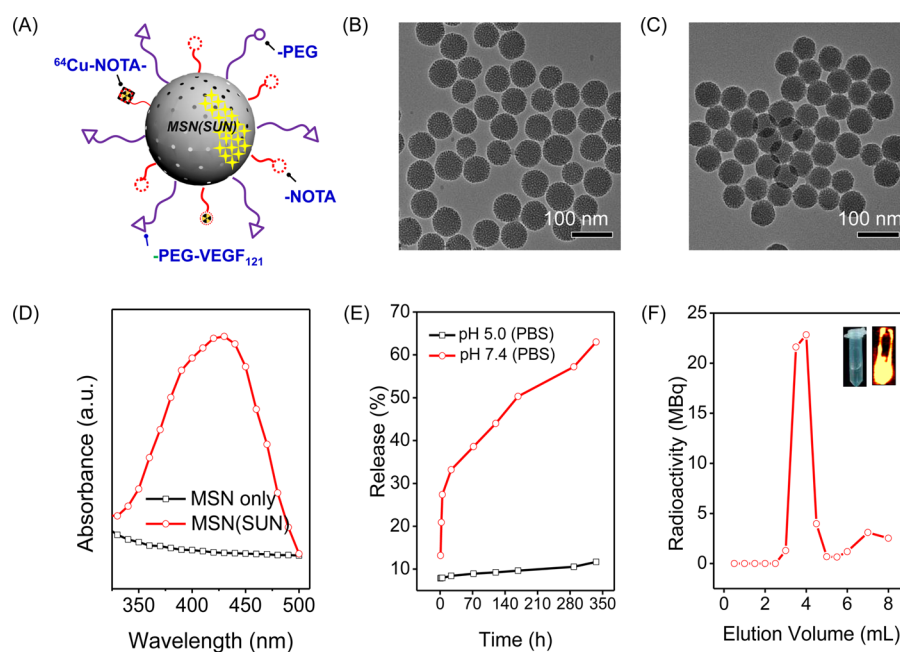 (A)
-PEG
⁶⁴Cu-NOTA-
MSN(SUN)
-NOTA
-PEG-VEGF₁₂₁
(B)
100 nm
(C)
100 nm
(D)
Absorbance (a.u.)
MSN only
MSN(SUN)
350 400 450 500
Wavelength (nm)
(E)
Release (%)
70
60
50
40
30
20
10
pH 5.0 (PBS)
pH 7.4 (PBS)
0 70 140 210 280 350
Time (h)
(F)
Radioactivity (MBq)
25
20
15
10
5
0
0 2 4 6 8
Elution Volume (mL)